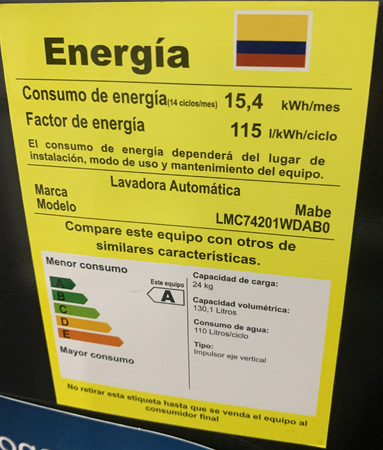 Energía
Consumo de energía(14 ciclos/mes) 15,4 kWh/mes
Factor de energía 115 l/kWh/ciclo
El consumo de energía dependerá del lugar de
instalación, modo de uso y mantenimiento del equipo.
Lavadora Automática
Marca Mabe
Modelo LMC74201WDAB0
Compare este equipo con otros de
similares características.
Menor consumo
A
B
C
D
E
Mayor consumo
Este equipo
A
Capacidad de carga:
24 kg
Capacidad volumétrica:
130,1 Litros
Consumo de agua:
110 Litros/ciclo
Tipo:
Impulsor eje vertical
No retirar esta etiqueta hasta que se venda el equipo al
consumidor final